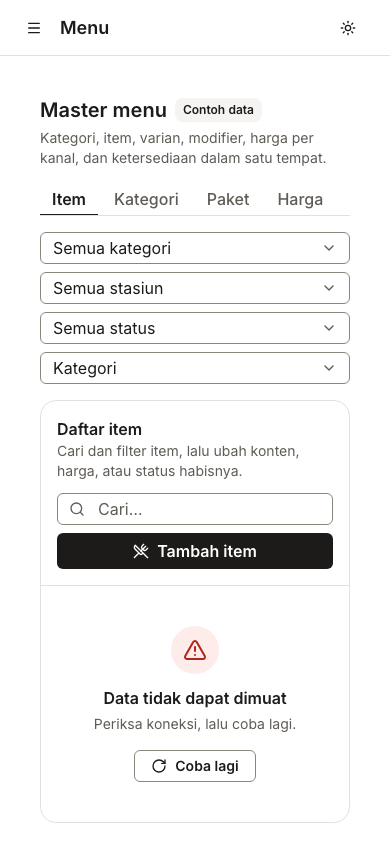 Menu
Master menu
Contoh data
Kategori, item, varian, modifier, harga per
kanal, dan ketersediaan dalam satu tempat.
Item
Kategori
Paket
Harga
Semua kategori
Semua stasiun
Semua status
Kategori
Daftar item
Cari dan filter item, lalu ubah konten,
harga, atau status habisnya.
Cari...
Tambah item
Data tidak dapat dimuat
Periksa koneksi, lalu coba lagi.
Coba lagi